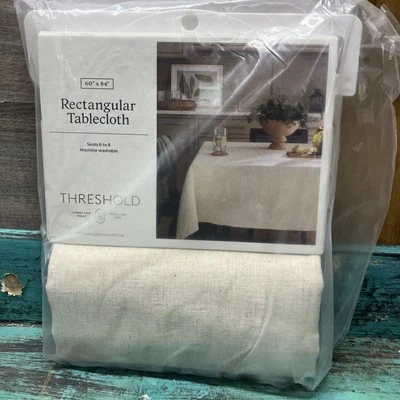 60" x 84"
Rectangular
Tablecloth
Seats 6 to 8
Machine washable
THRESHOLD